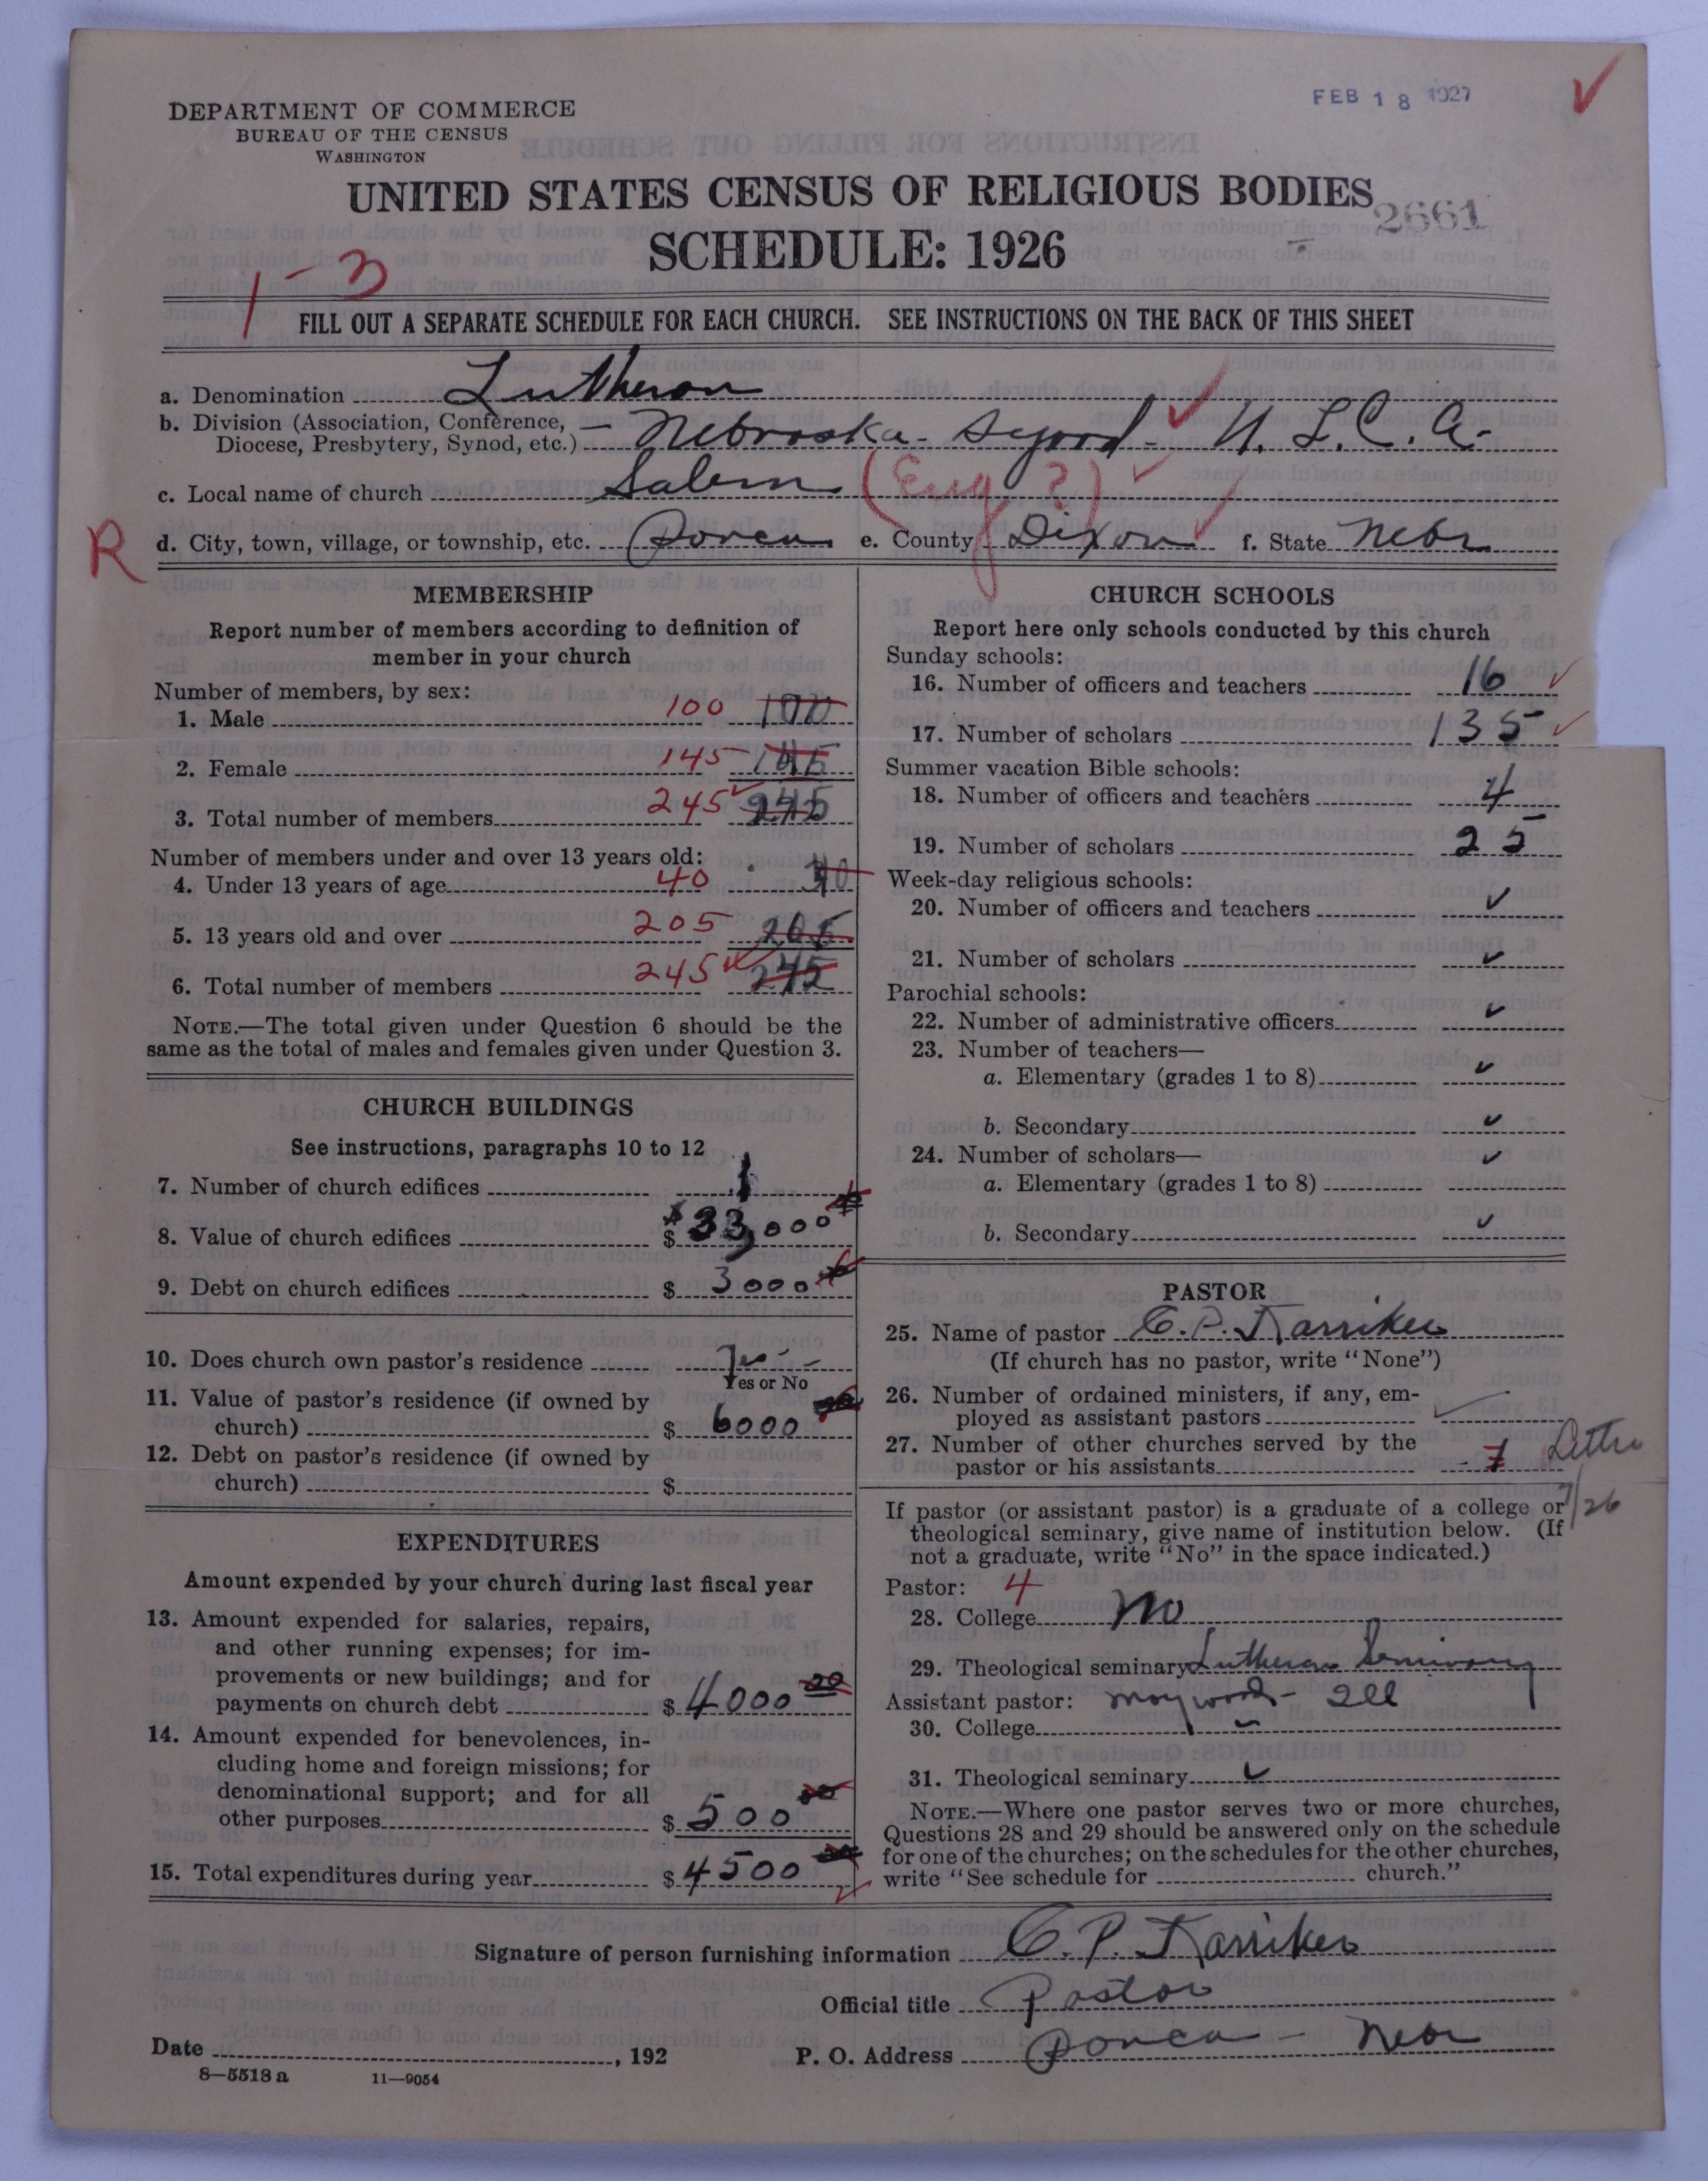 FEB 18 1927
DEPARTMENT OF COMMERCE
BUREAU OF THE CENSUS
WASHINGTON
UNITED STATES CENSUS OF RELIGIOUS BODIES
2661
SCHEDULE: 1926
1-3
FILL OUT A SEPARATE SCHEDULE FOR EACH CHURCH. SEE INSTRUCTIONS ON THE BACK OF THIS SHEET
a. Denomination Lutheran
b. Division (Association, Conference, Diocese, Presbytery, Synod, etc.) — Nebraska - Synod - U. L. C. A.
c. Local name of church Salem (Eng ?)
R d. City, town, village, or township, etc. Ponca e. County Dixon f. State Nebr
MEMBERSHIP
Report number of members according to definition of
member in your church
Number of members, by sex:
1. Male 100 100
2. Female 145 145
3. Total number of members 245 245
Number of members under and over 13 years old:
4. Under 13 years of age 40 40
5. 13 years old and over 205 205
6. Total number of members 245 245
NOTE.—The total given under Question 6 should be the
same as the total of males and females given under Question 3.
CHURCH BUILDINGS
See instructions, paragraphs 10 to 12
7. Number of church edifices 1
8. Value of church edifices $ 33,000
9. Debt on church edifices $ 3000
10. Does church own pastor's residence Yes
Yes or No
11. Value of pastor's residence (if owned by
church) $ 6000
12. Debt on pastor's residence (if owned by
church) $
EXPENDITURES
Amount expended by your church during last fiscal year
13. Amount expended for salaries, repairs,
and other running expenses; for im-
provements or new buildings; and for
payments on church debt $ 4000 00
14. Amount expended for benevolences, in-
cluding home and foreign missions; for
denominational support; and for all
other purposes $ 500 00
15. Total expenditures during year $ 4500
CHURCH SCHOOLS
Report here only schools conducted by this church
Sunday schools:
16. Number of officers and teachers 16
17. Number of scholars 135
Summer vacation Bible schools:
18. Number of officers and teachers 4
19. Number of scholars 25
Week-day religious schools:
20. Number of officers and teachers ✓
21. Number of scholars ✓
Parochial schools:
22. Number of administrative officers ✓
23. Number of teachers—
a. Elementary (grades 1 to 8) ✓
b. Secondary ✓
24. Number of scholars— ✓
a. Elementary (grades 1 to 8)
b. Secondary ✓
PASTOR
25. Name of pastor C. P.
(If church has no pastor, write "None")
26. Number of ordained ministers, if any, em-
ployed as assistant pastors ✓
27. Number of other churches served by the
pastor or his assistants
If pastor (or assistant pastor) is a graduate of a college or
theological seminary, give name of institution below. (If
not a graduate, write "No" in the space indicated.)
Pastor: 4
28. College No
29. Theological seminary Lutheran Seminary
Assistant pastor: Maywood - Ill
30. College ✓
31. Theological seminary ✓
NOTE.—Where one pastor serves two or more churches,
Questions 28 and 29 should be answered only on the schedule
for one of the churches; on the schedules for the other churches,
write "See schedule for church."
Signature of person furnishing information C. P.
Official title Pastor
Date , 192
P. O. Address Ponca - Nebr
8—5518 a 11—9054